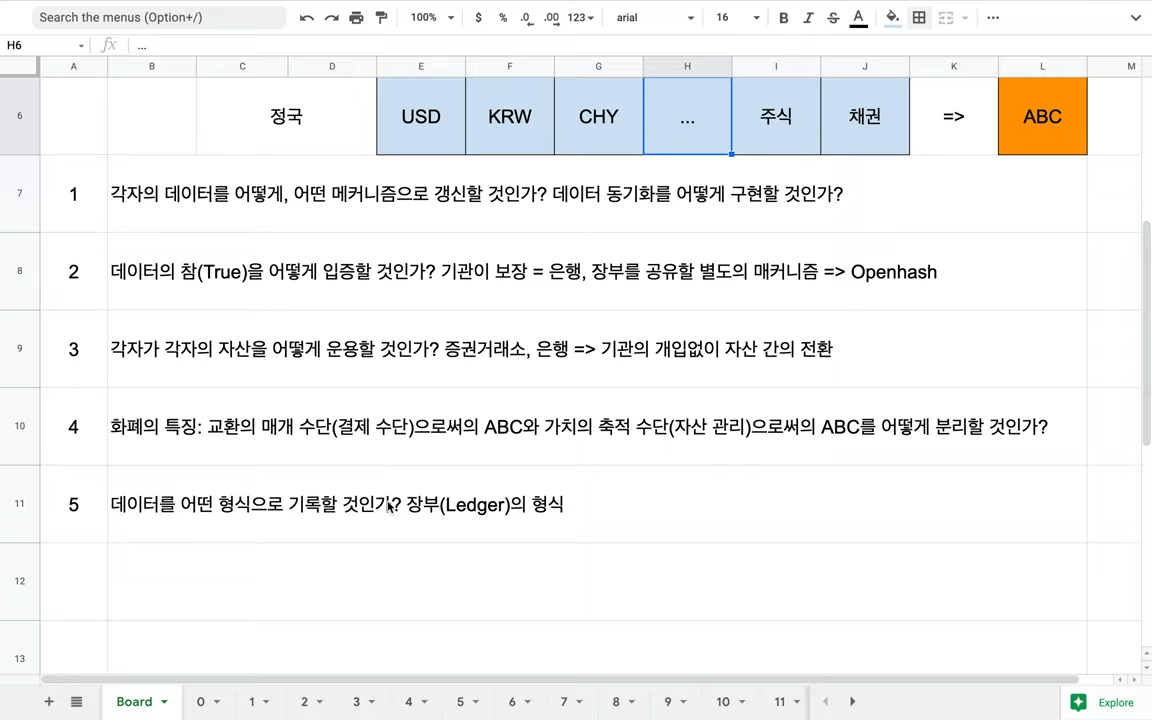 Search the menus (Option+/)
100% $ % .0 .00 123 arial 16 B I S A
H6 fx ...
A B C D E F G H I J K L M
6 정국 USD KRW CHY ... 주식 채권 => ABC
7 1 각자의 데이터를 어떻게, 어떤 메커니즘으로 갱신할 것인가? 데이터 동기화를 어떻게 구현할 것인가?
8 2 데이터의 참(True)을 어떻게 입증할 것인가? 기관이 보장 = 은행, 장부를 공유할 별도의 매커니즘 => Openhash
9 3 각자가 각자의 자산을 어떻게 운용할 것인가? 증권거래소, 은행 => 기관의 개입없이 자산 간의 전환
10 4 화폐의 특징: 교환의 매개 수단(결제 수단)으로써의 ABC와 가치의 축적 수단(자산 관리)으로써의 ABC를 어떻게 분리할 것인가?
11 5 데이터를 어떤 형식으로 기록할 것인가? 장부(Ledger)의 형식
12
13
Board 0 1 2 3 4 5 6 7 8 9 10 11 Explore